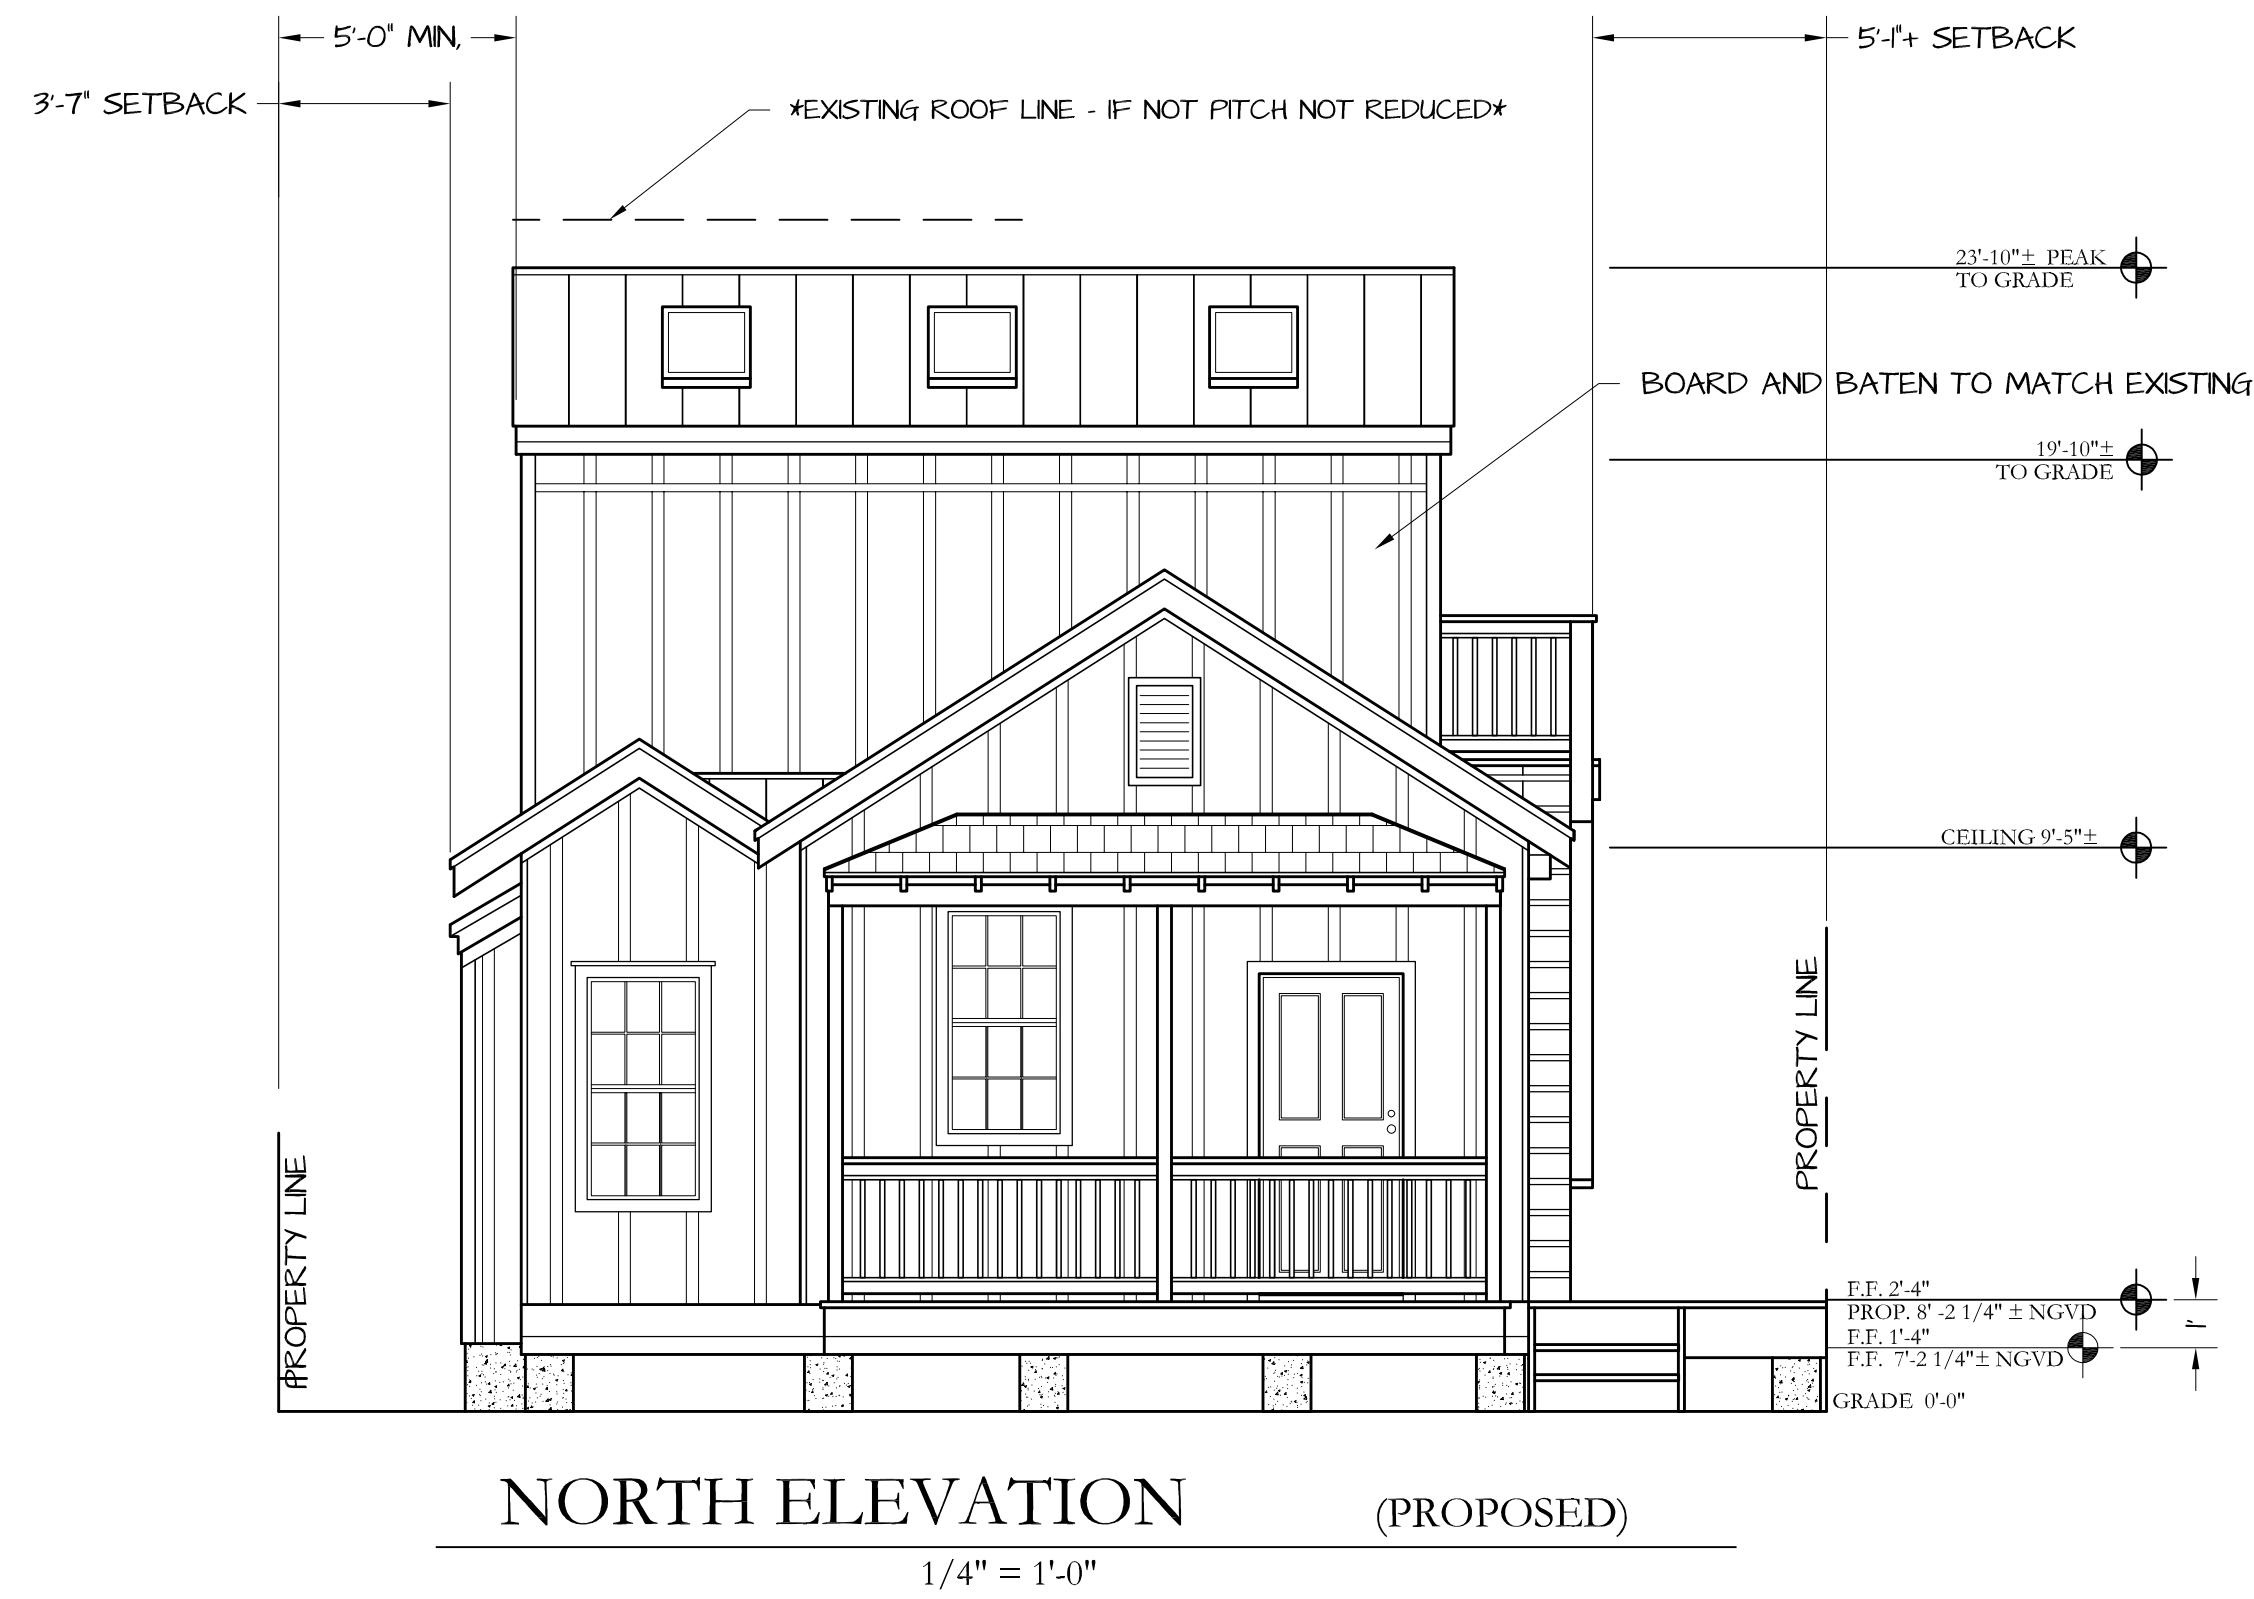 5'-0" MIN,
5'-1"+ SETBACK
3'-7" SETBACK
*EXISTING ROOF LINE - IF NOT PITCH NOT REDUCED*
23'-10"± PEAK
TO GRADE
BOARD AND BATEN TO MATCH EXISTING
19'-10"±
TO GRADE
CEILING 9'-5"±
PROPERTY LINE
PROPERTY LINE
F.F. 2'-4"
PROP. 8' -2 1/4" ± NGVD
F.F. 1'-4"
F.F. 7'-2 1/4"± NGVD
1'
GRADE 0'-0"
NORTH ELEVATION
(PROPOSED)
1/4" = 1'-0"